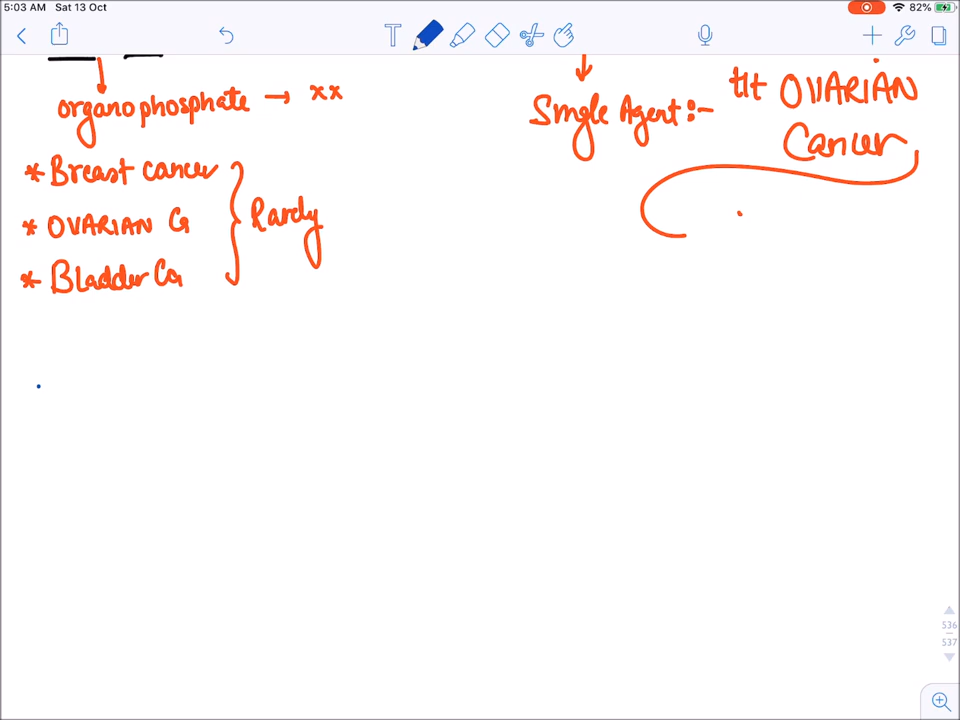 5:03 AM Sat 13 Oct
82%
T
organophosphate → xx
* Breast cancer
* OVARIAN Ca
* Bladder Ca
Rarely
Single Agent :- ttt OVARIAN
Cancer
536
537